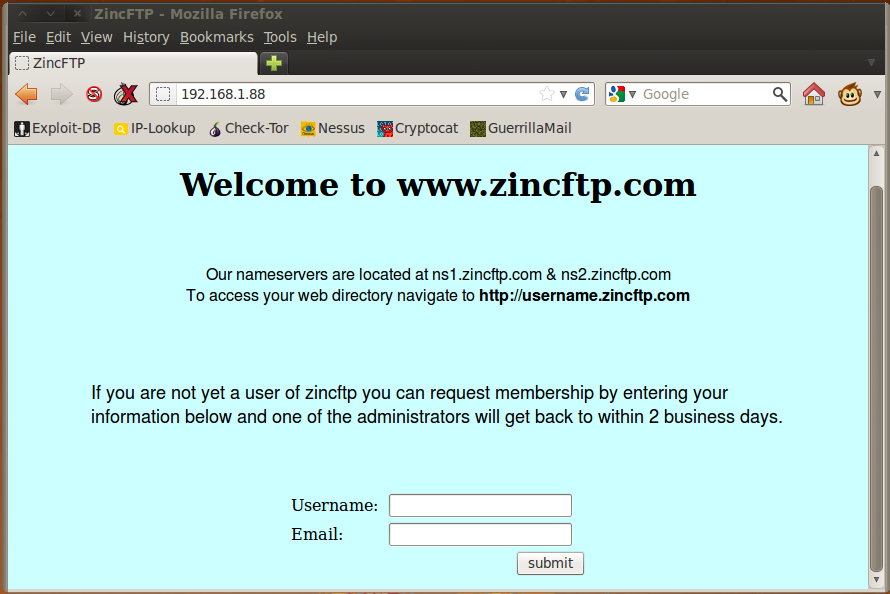 ZincFTP - Mozilla Firefox
File Edit View History Bookmarks Tools Help
ZincFTP
192.168.1.88 Google
Exploit-DB IP-Lookup Check-Tor Nessus Cryptocat GuerrillaMail
Welcome to www.zincftp.com
Our nameservers are located at ns1.zincftp.com & ns2.zincftp.com
To access your web directory navigate to http://username.zincftp.com
If you are not yet a user of zincftp you can request membership by entering your
information below and one of the administrators will get back to within 2 business days.
Username:
Email:
submit